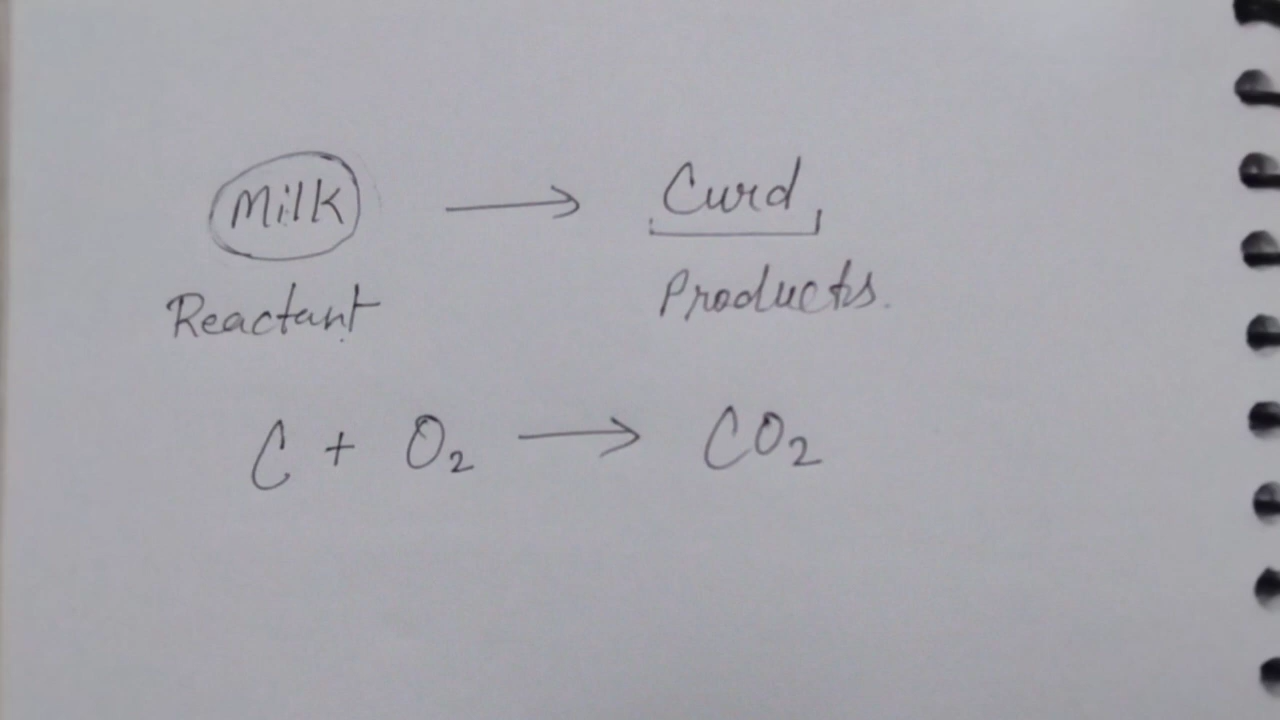 Milk → Curd
Reactant Products.
C + O₂ → CO₂